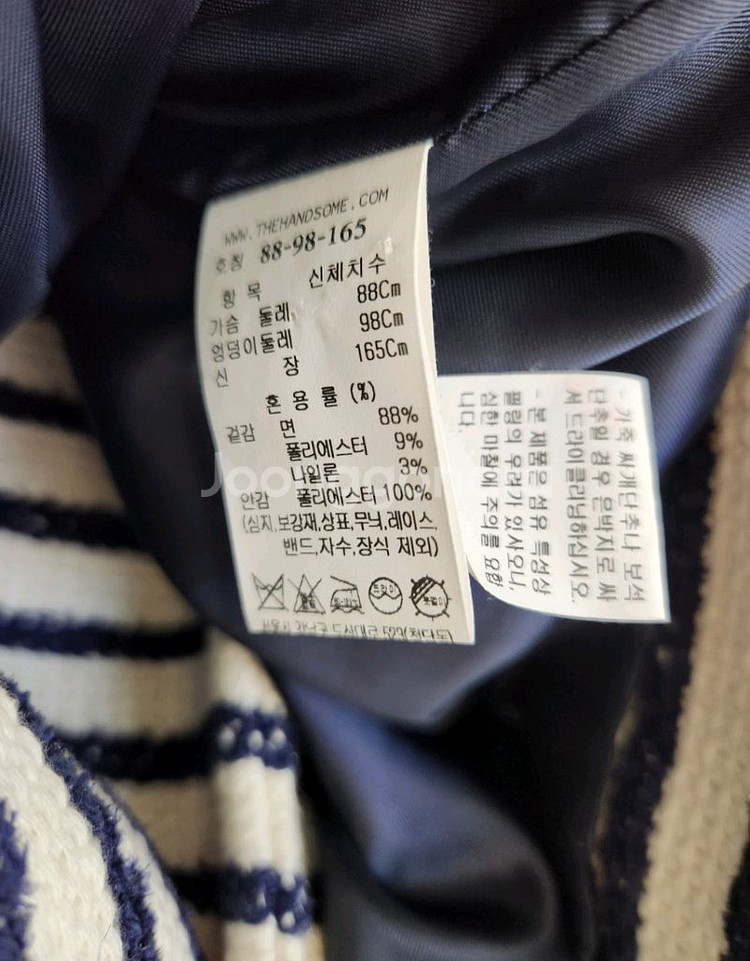 WWW.THEHANDSOME.COM
호칭 88-98-165
항 목 신체치수
가슴 둘레 88Cm
엉덩이둘레 98Cm
신 장 165Cm
혼 용 률 (%)
겉감 면 88%
폴리에스터 9%
나일론 3%
안감 폴리에스터 100%
(심지,보강재,상표,무늬,레이스,
밴드,자수,장식 제외)
드라이
- 가죽 싸개단추나 보석
단추일 경우 은박지로 싸
서 드라이클리닝하십시오.
- 본 제품은 섬유 특성상
필링의 우려가 있사오니,
심한 마찰에 주의를 요합
니다.